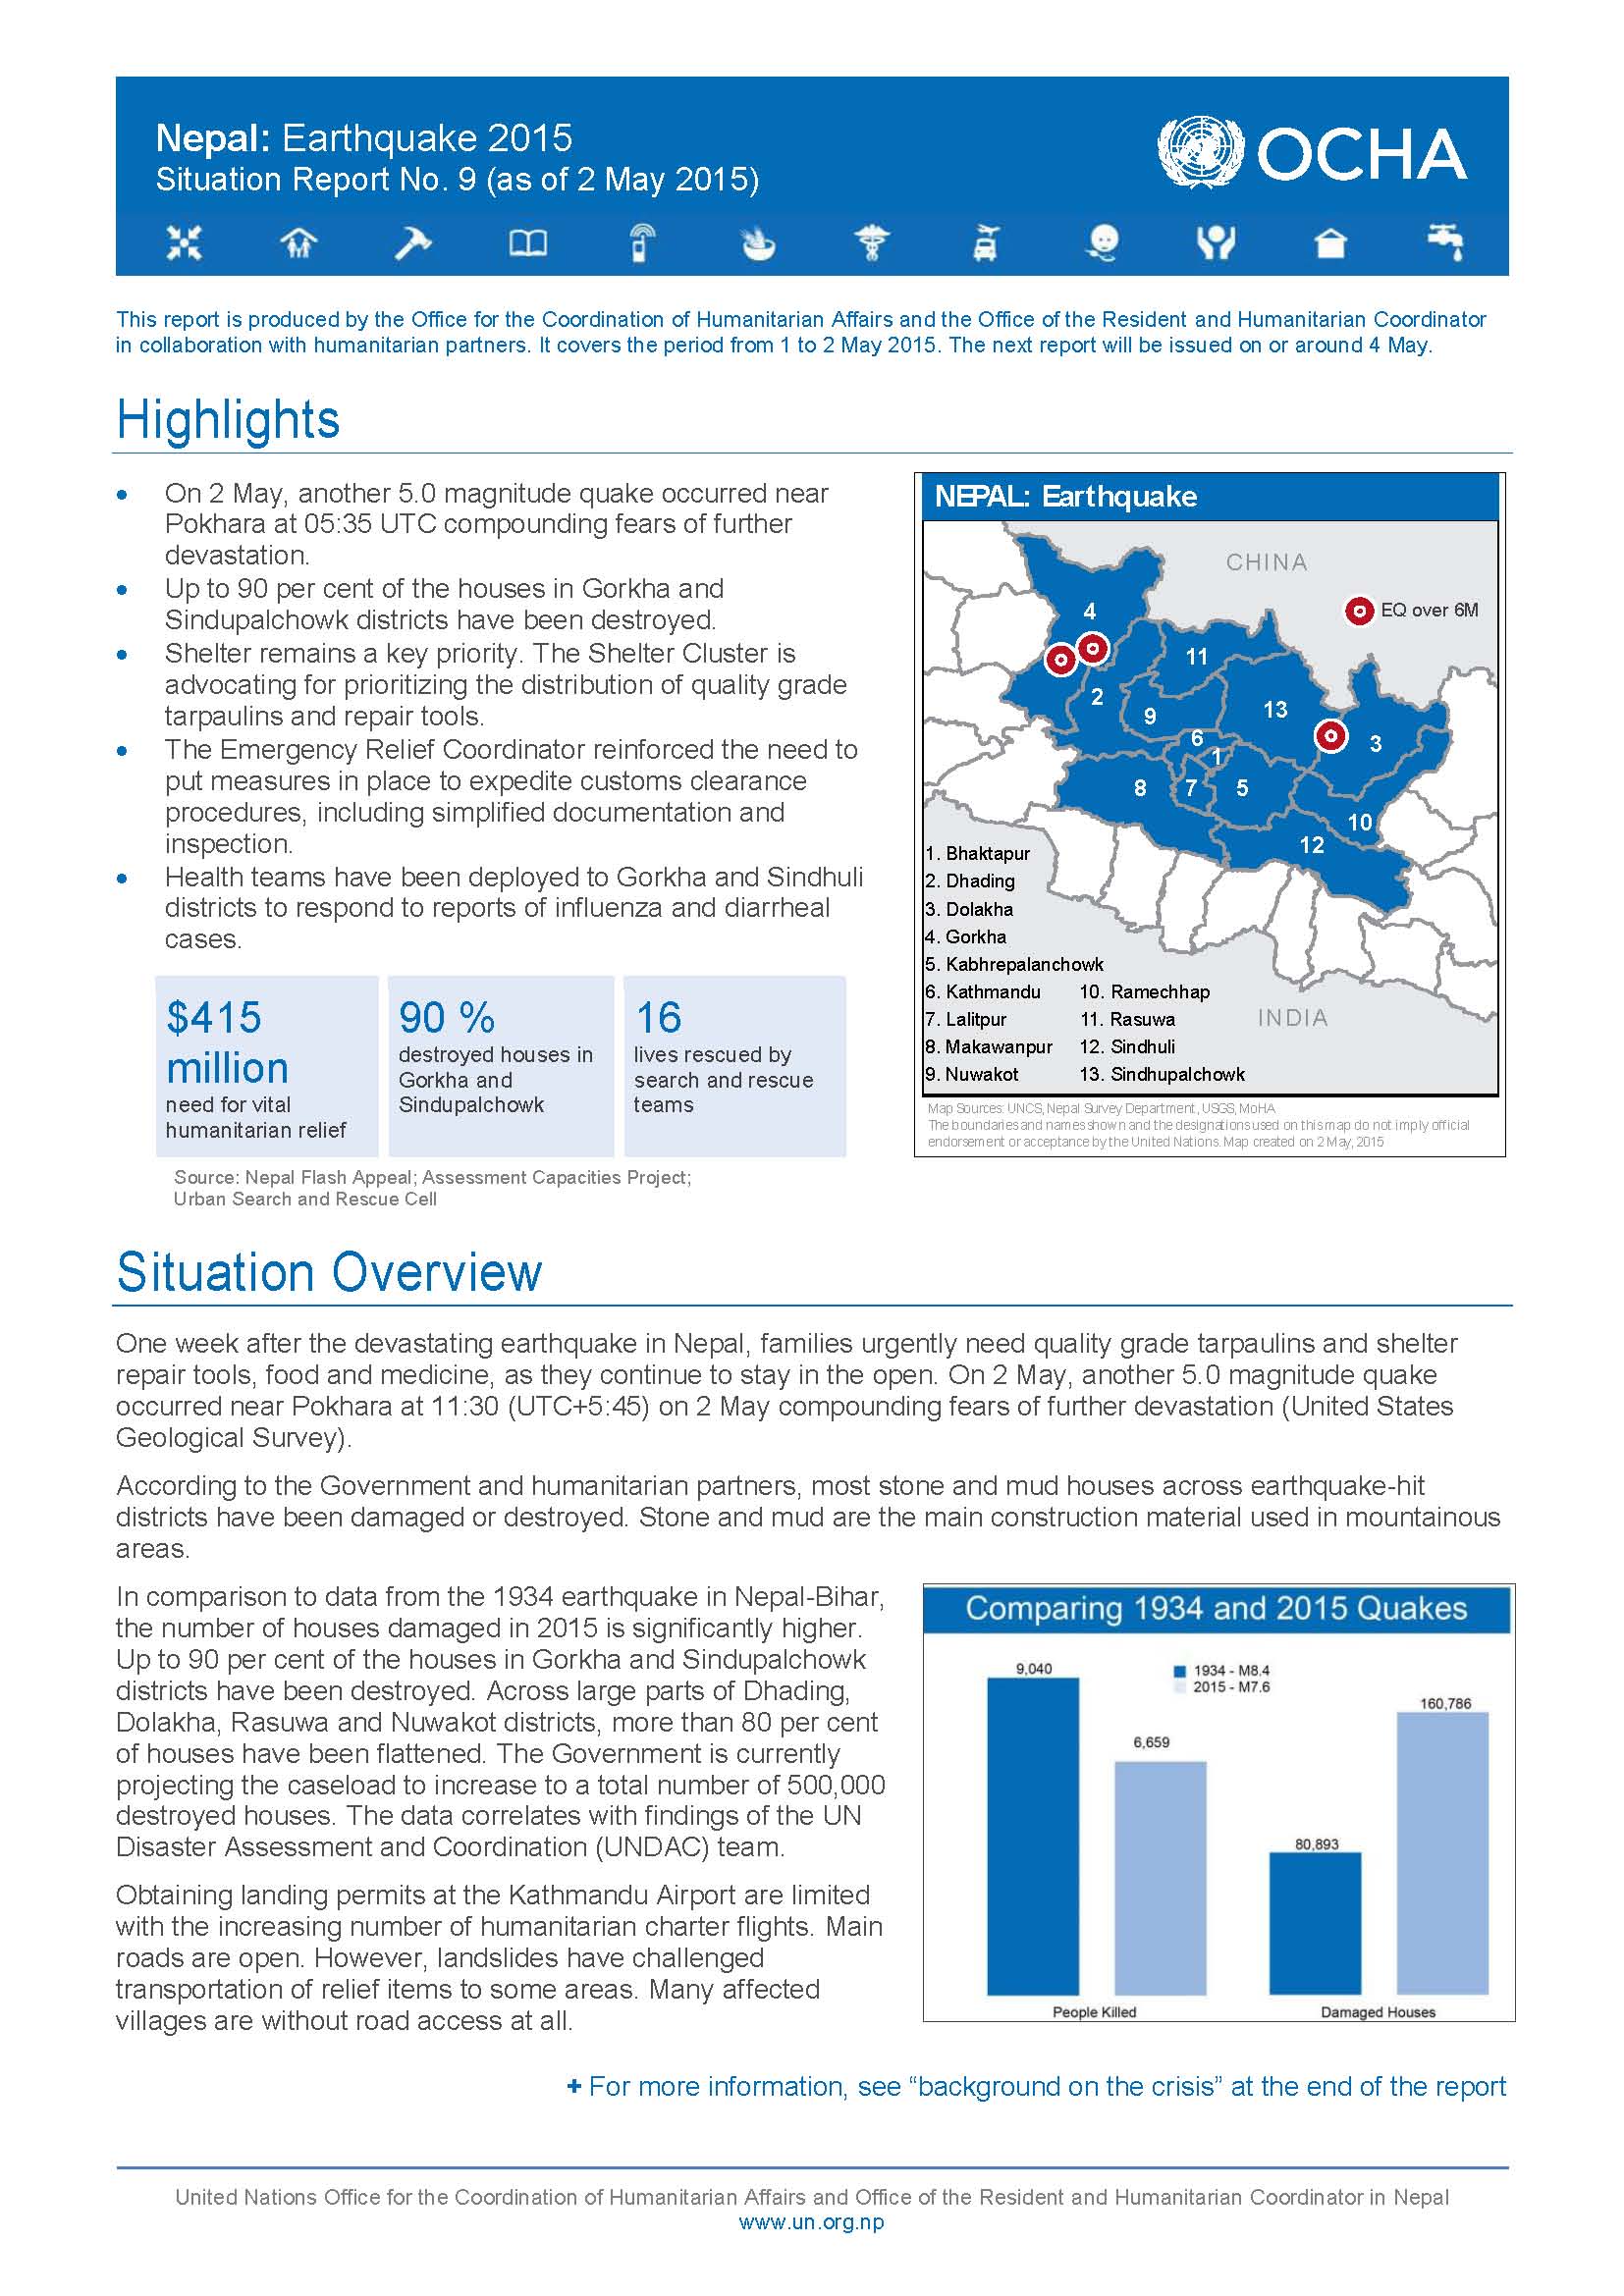 Nepal: Earthquake 2015
Situation Report No. 9 (as of 2 May 2015)
OCHA
This report is produced by the Office for the Coordination of Humanitarian Affairs and the Office of the Resident and Humanitarian Coordinator
in collaboration with humanitarian partners. It covers the period from 1 to 2 May 2015. The next report will be issued on or around 4 May.
Highlights
• On 2 May, another 5.0 magnitude quake occurred near
Pokhara at 05:35 UTC compounding fears of further
devastation.
• Up to 90 per cent of the houses in Gorkha and
Sindupalchowk districts have been destroyed.
• Shelter remains a key priority. The Shelter Cluster is
advocating for prioritizing the distribution of quality grade
tarpaulins and repair tools.
• The Emergency Relief Coordinator reinforced the need to
put measures in place to expedite customs clearance
procedures, including simplified documentation and
inspection.
• Health teams have been deployed to Gorkha and Sindhuli
districts to respond to reports of influenza and diarrheal
cases.
$415
million
need for vital
humanitarian relief
90 %
destroyed houses in
Gorkha and
Sindupalchowk
16
lives rescued by
search and rescue
teams
Source: Nepal Flash Appeal; Assessment Capacities Project;
Urban Search and Rescue Cell
NEPAL: Earthquake
CHINA
EQ over 6M
4
11
2
9
13
6
1
3
8
7
5
10
12
1. Bhaktapur
2. Dhading
3. Dolakha
4. Gorkha
5. Kabhrepalanchowk
6. Kathmandu 10. Ramechhap
7. Lalitpur 11. Rasuwa
INDIA
8. Makawanpur 12. Sindhuli
9. Nuwakot 13. Sindhupalchowk
Map Sources: UNCS, Nepal Survey Department, USGS, MoHA
The boundaries and names shown and the designations used on this map do not imply official
endorsement or acceptance by the United Nations. Map created on 2 May, 2015
Situation Overview
One week after the devastating earthquake in Nepal, families urgently need quality grade tarpaulins and shelter
repair tools, food and medicine, as they continue to stay in the open. On 2 May, another 5.0 magnitude quake
occurred near Pokhara at 11:30 (UTC+5:45) on 2 May compounding fears of further devastation (United States
Geological Survey).
According to the Government and humanitarian partners, most stone and mud houses across earthquake-hit
districts have been damaged or destroyed. Stone and mud are the main construction material used in mountainous
areas.
In comparison to data from the 1934 earthquake in Nepal-Bihar,
the number of houses damaged in 2015 is significantly higher.
Up to 90 per cent of the houses in Gorkha and Sindupalchowk
districts have been destroyed. Across large parts of Dhading,
Dolakha, Rasuwa and Nuwakot districts, more than 80 per cent
of houses have been flattened. The Government is currently
projecting the caseload to increase to a total number of 500,000
destroyed houses. The data correlates with findings of the UN
Disaster Assessment and Coordination (UNDAC) team.
Obtaining landing permits at the Kathmandu Airport are limited
with the increasing number of humanitarian charter flights. Main
roads are open. However, landslides have challenged
transportation of relief items to some areas. Many affected
villages are without road access at all.
Comparing 1934 and 2015 Quakes
9,040
1934 - M8.4
2015 - M7.6
160,786
6,659
80,893
People Killed
Damaged Houses
+ For more information, see “background on the crisis” at the end of the report
United Nations Office for the Coordination of Humanitarian Affairs and Office of the Resident and Humanitarian Coordinator in Nepal
www.un.org.np